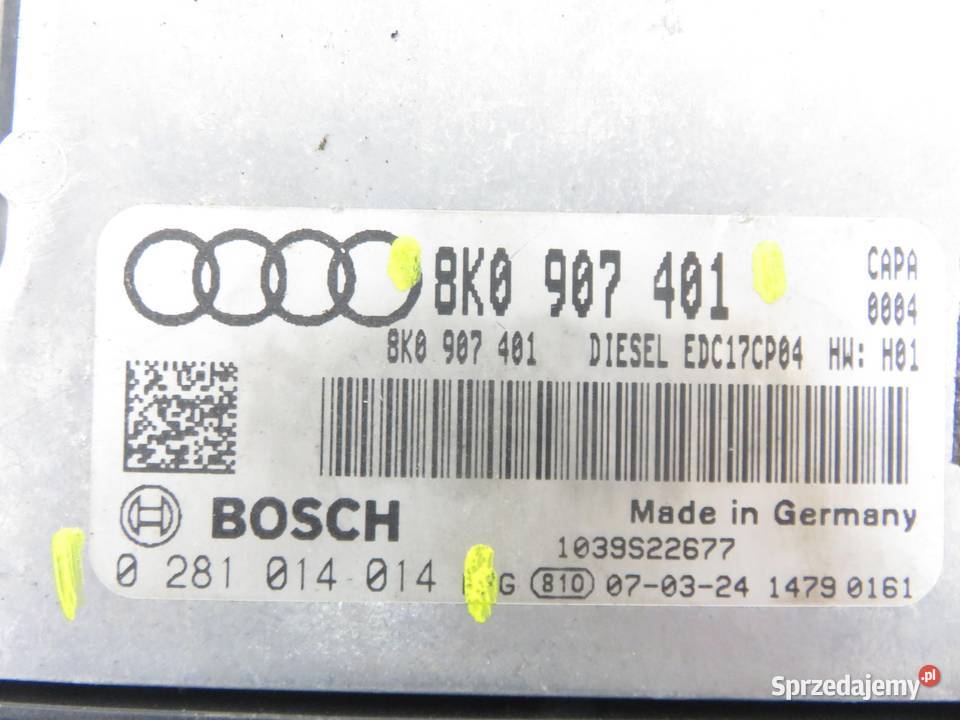 8K0 907 401 CAPA
0004
8K0 907 401 DIESEL EDC17CP04 HW: H01
BOSCH Made in Germany
1039S22677
0 281 014 014 810 07-03-24 1479 0161
Sprzedajemy.pl